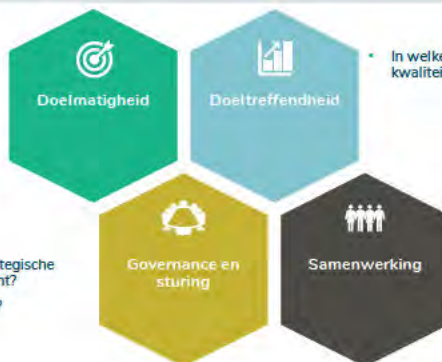 Doelmatigheid
Doeltreffendheid
In welke
kwaliteit
tegische
nt?
?
Governance en
sturing
Samenwerking